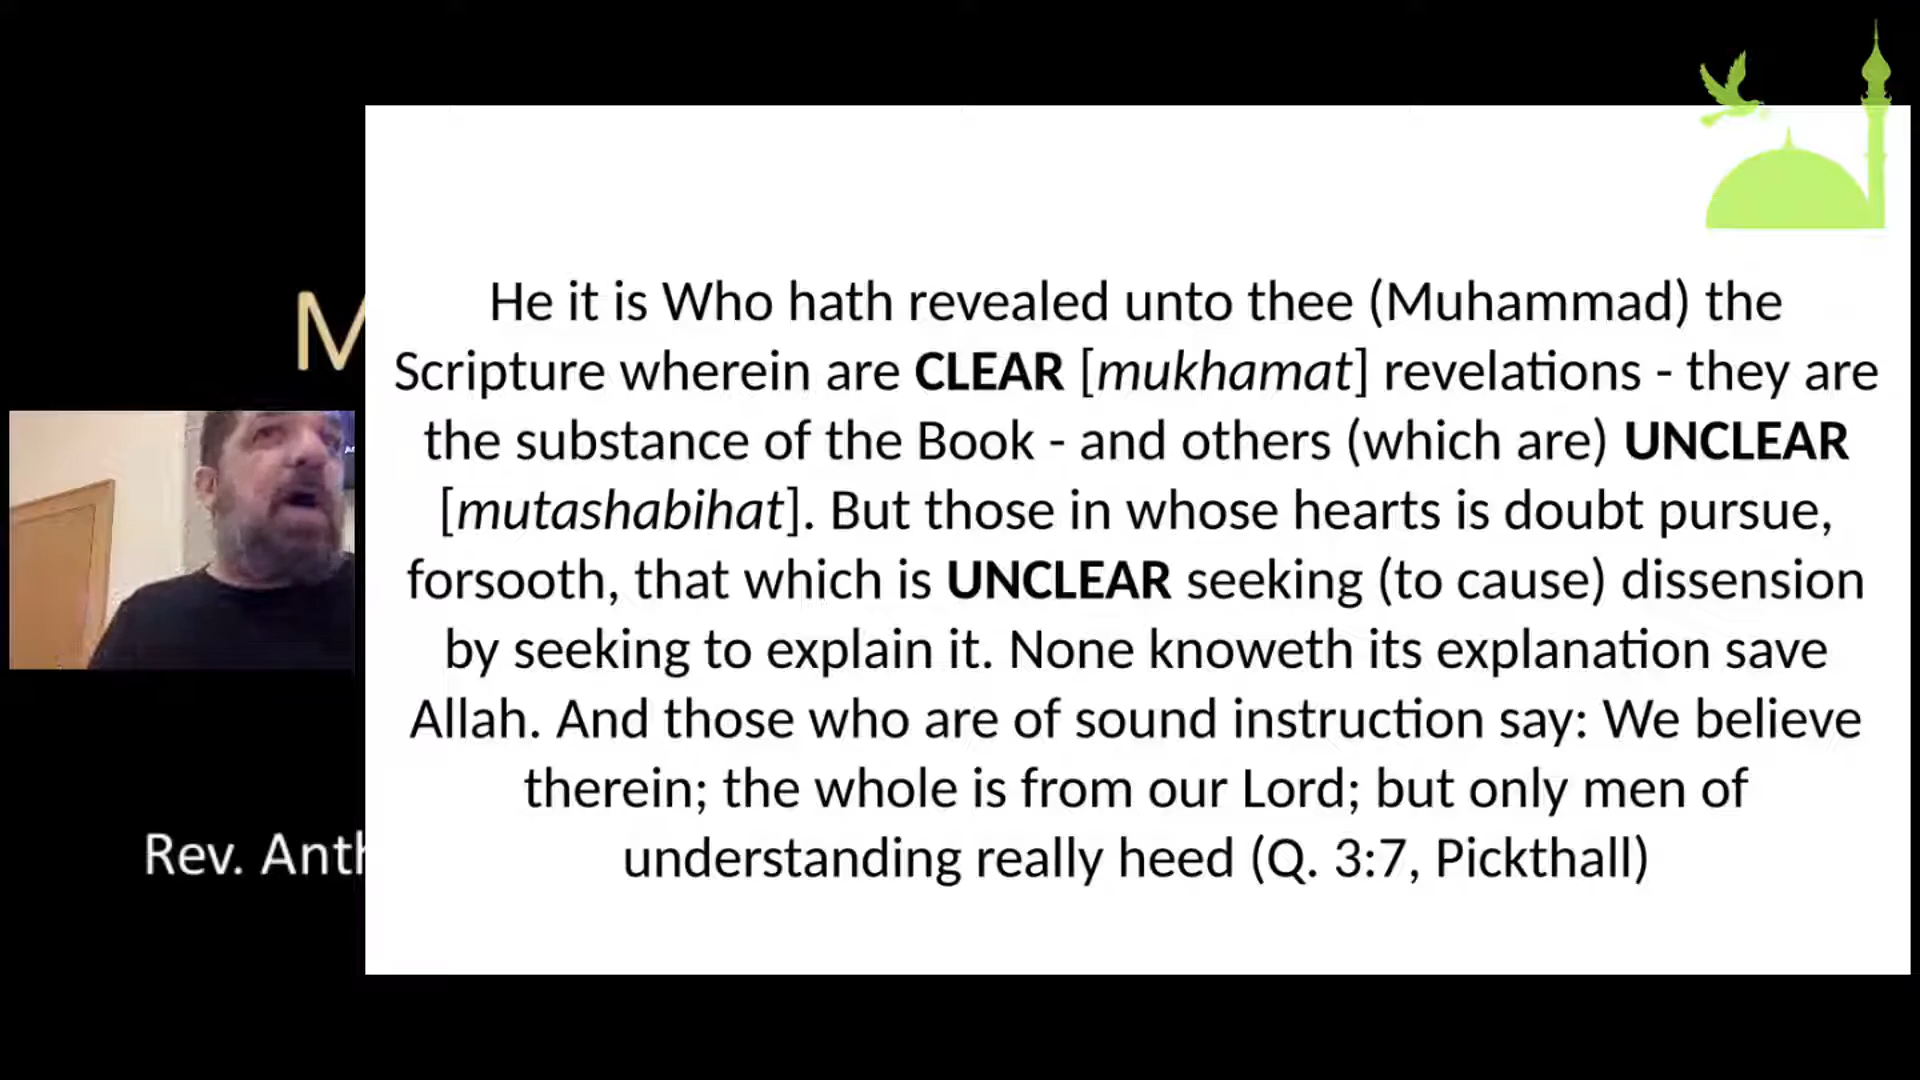 M
Rev. Anth
He it is Who hath revealed unto thee (Muhammad) the
Scripture wherein are CLEAR [mukhamat] revelations - they are
the substance of the Book - and others (which are) UNCLEAR
[mutashabihat]. But those in whose hearts is doubt pursue,
forsooth, that which is UNCLEAR seeking (to cause) dissension
by seeking to explain it. None knoweth its explanation save
Allah. And those who are of sound instruction say: We believe
therein; the whole is from our Lord; but only men of
understanding really heed (Q. 3:7, Pickthall)